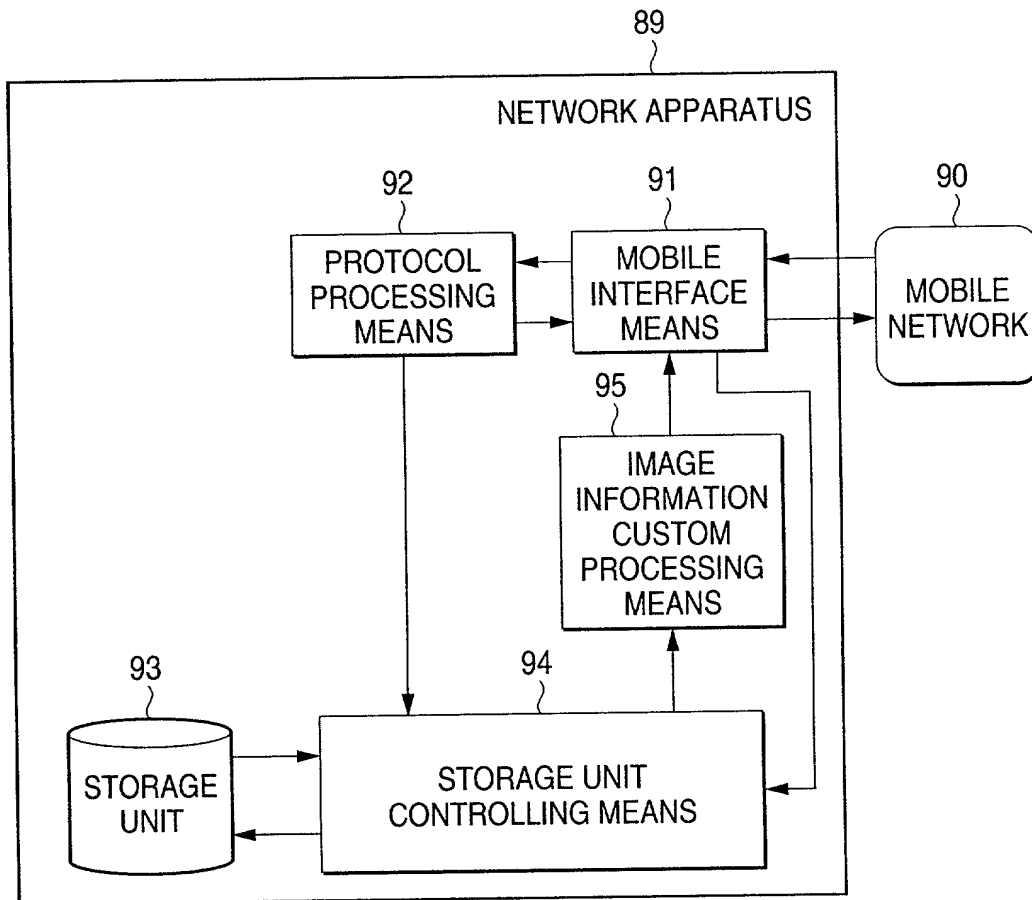 89
NETWORK APPARATUS
92
91
90
PROTOCOL
PROCESSING
MEANS
MOBILE
INTERFACE
MEANS
MOBILE
NETWORK
95
IMAGE
INFORMATION
CUSTOM
PROCESSING
MEANS
93
94
STORAGE
UNIT
STORAGE UNIT
CONTROLLING MEANS